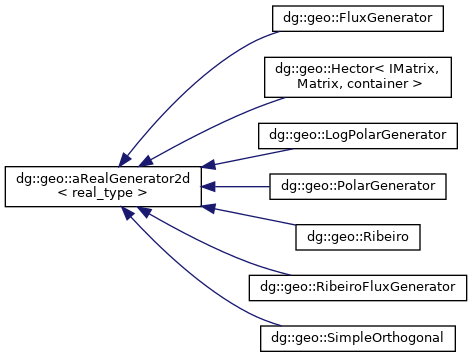 dg::geo::FluxGenerator
dg::geo::Hector< IMatrix,
Matrix, container >
dg::geo::LogPolarGenerator
dg::geo::aRealGenerator2d
< real_type >
dg::geo::PolarGenerator
dg::geo::Ribeiro
dg::geo::RibeiroFluxGenerator
dg::geo::SimpleOrthogonal